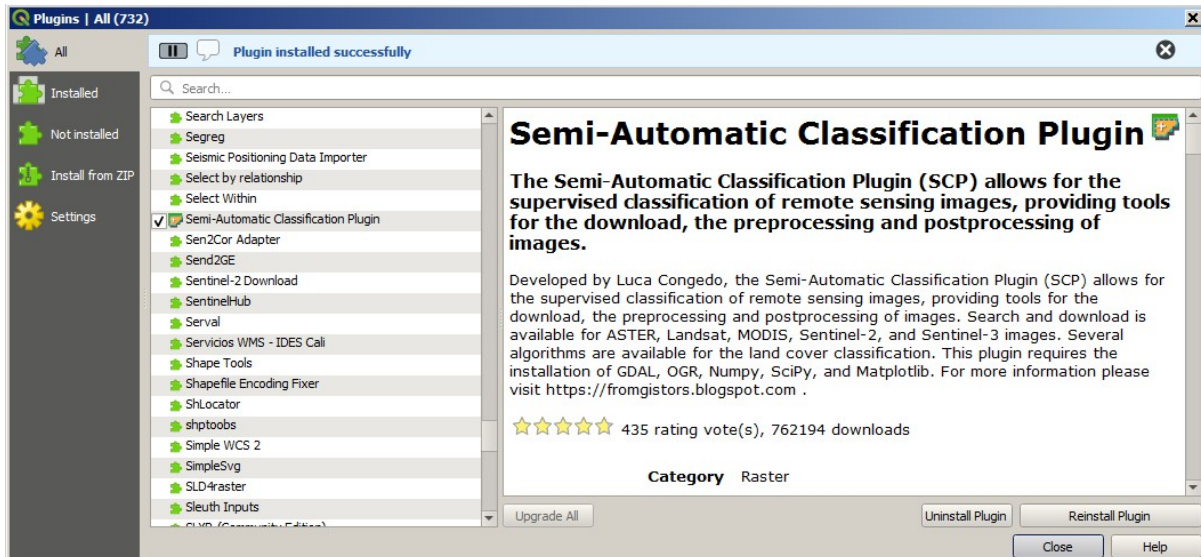 Plugins | All (732)
All
Plugin installed successfully
Installed
Not installed
Install from ZIP
Settings
Search...
Search Layers
Segreg
Seismic Positioning Data Importer
Select by relationship
Select Within
Semi-Automatic Classification Plugin
Sen2Cor Adapter
Send2GE
Sentinel-2 Download
SentinelHub
Serval
Servicios WMS - IDES Cali
Shape Tools
Shapefile Encoding Fixer
ShLocator
shptoobs
Simple WCS 2
SimpleSvg
SLD4raster
Sleuth Inputs
SLYR (Community Edition)
Semi-Automatic Classification Plugin
The Semi-Automatic Classification Plugin (SCP) allows for the
supervised classification of remote sensing images, providing tools
for the download, the preprocessing and postprocessing of
images.
Developed by Luca Congedo, the Semi-Automatic Classification Plugin (SCP) allows for
the supervised classification of remote sensing images, providing tools for the
download, the preprocessing and postprocessing of images. Search and download is
available for ASTER, Landsat, MODIS, Sentinel-2, and Sentinel-3 images. Several
algorithms are available for the land cover classification. This plugin requires the
installation of GDAL, OGR, Numpy, SciPy, and Matplotlib. For more information please
visit https://fromgistors.blogspot.com .
435 rating vote(s), 762194 downloads
Category Raster
Upgrade All
Uninstall Plugin
Reinstall Plugin
Close
Help